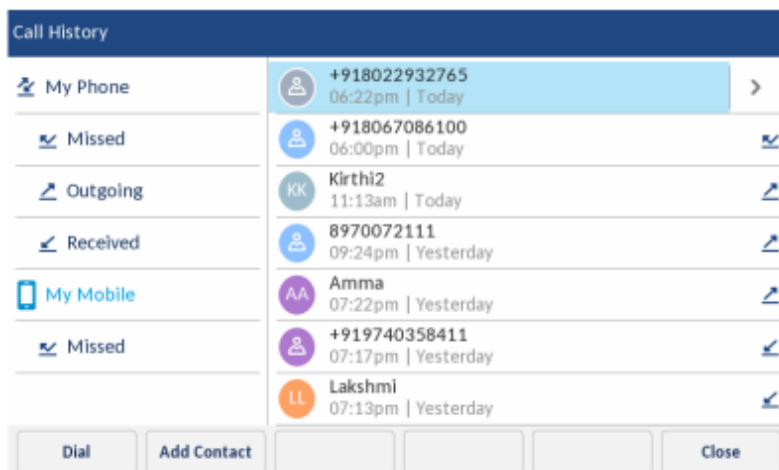 Call History
My Phone
Missed
Outgoing
Received
My Mobile
Missed
+918022932765
06:22pm | Today
+918067086100
06:00pm | Today
KK
Kirthi2
11:13am | Today
8970072111
09:24pm | Yesterday
AA
Amma
07:22pm | Yesterday
+919740358411
07:17pm | Yesterday
LL
Lakshmi
07:13pm | Yesterday
Dial
Add Contact
Close